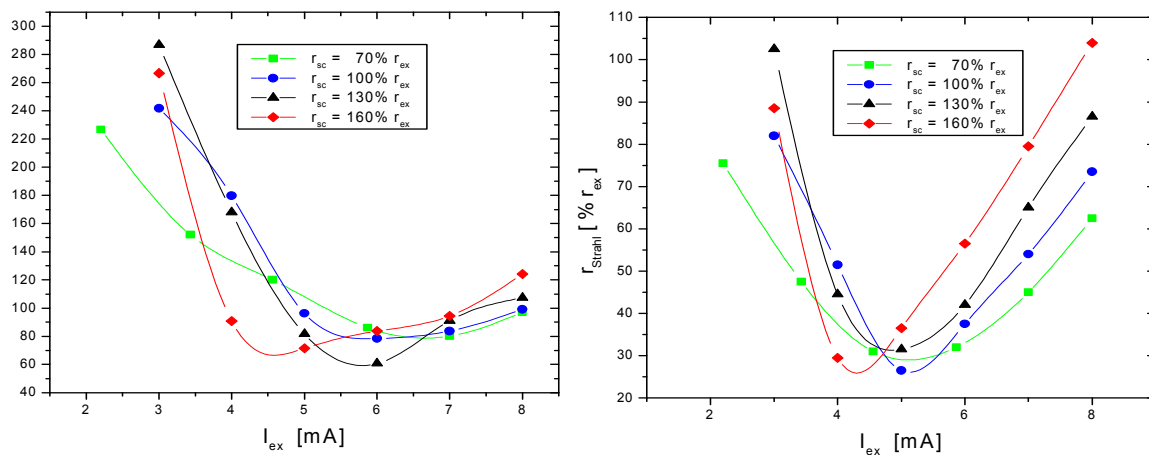 300
280
260
240
220
200
180
160
140
120
100
80
60
40
2 3 4 5 6 7 8
I_ex [mA]
r_sc = 70% r_ex
r_sc = 100% r_ex
r_sc = 130% r_ex
r_sc = 160% r_ex
110
100
90
80
70
60
50
40
30
20
r_Strahl [% r_ex]
2 4 6 8
I_ex [mA]
r_sc = 70% r_ex
r_sc = 100% r_ex
r_sc = 130% r_ex
r_sc = 160% r_ex